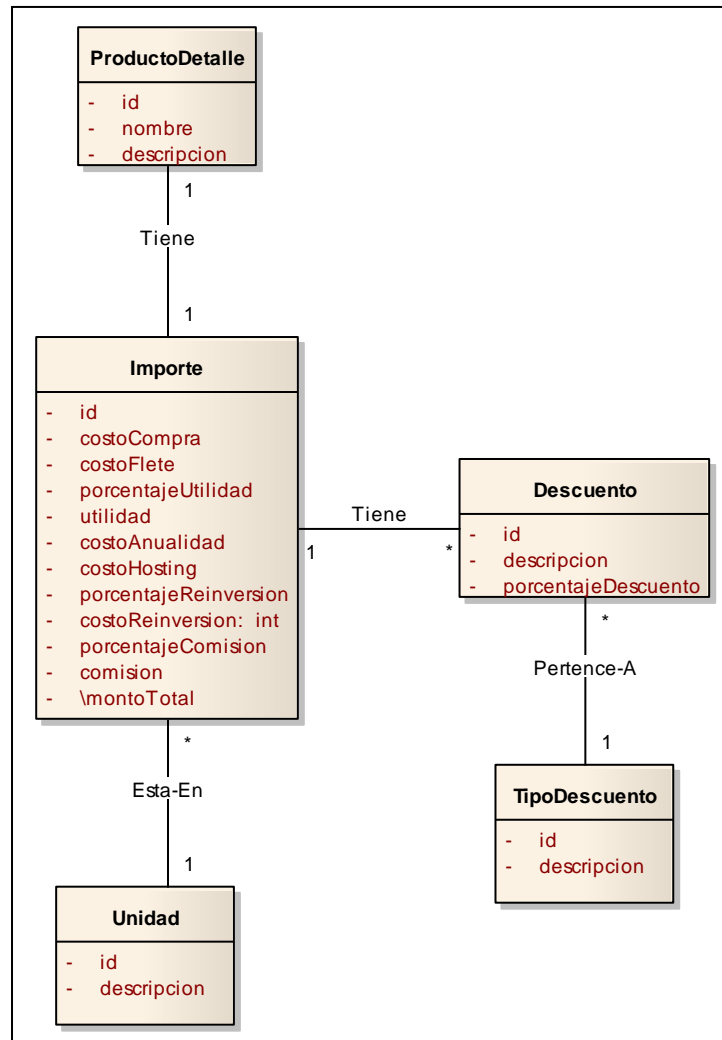 ProductoDetalle
- id
- nombre
- descripcion
1
Tiene
1
Importe
- id
- costoCompra
- costoFlete
- porcentajeUtilidad
- utilidad
- costoAnualidad
- costoHosting
- porcentajeReinversion
- costoReinversion: int
- porcentajeComision
- comision
- \montoTotal
Tiene
1
*
Descuento
- id
- descripcion
- porcentajeDescuento
*
Pertence-A
1
TipoDescuento
- id
- descripcion
*
Esta-En
1
Unidad
- id
- descripcion